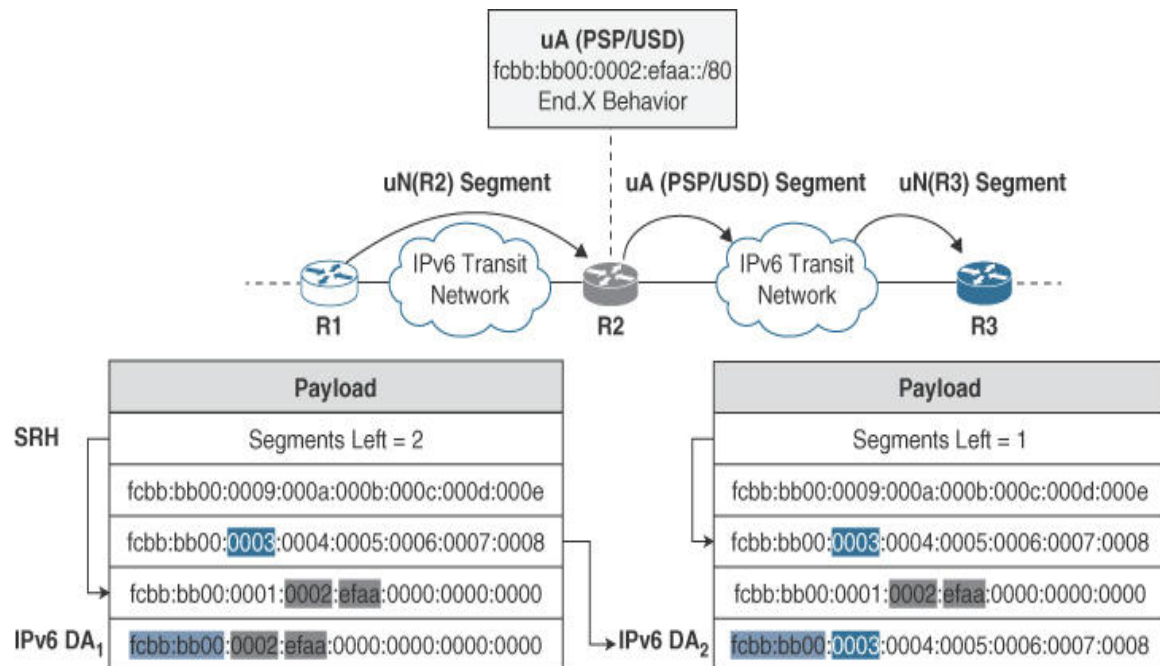 uA (PSP/USD)
fcbb:bb00:0002:efaa::/80
End.X Behavior
uN(R2) Segment
uA (PSP/USD) Segment
uN(R3) Segment
IPv6 Transit
Network
IPv6 Transit
Network
R1
R2
R3
Payload
SRH
Segments Left = 2
fcbb:bb00:0009:000a:000b:000c:000d:000e
fcbb:bb00:0003:0004:0005:0006:0007:0008
fcbb:bb00:0001:0002:efaa:0000:0000:0000
IPv6 DA1
fcbb:bb00:0002:efaa:0000:0000:0000:0000
Payload
Segments Left = 1
fcbb:bb00:0009:000a:000b:000c:000d:000e
fcbb:bb00:0003:0004:0005:0006:0007:0008
fcbb:bb00:0001:0002:efaa:0000:0000:0000
IPv6 DA2
fcbb:bb00:0003:0004:0005:0006:0007:0008